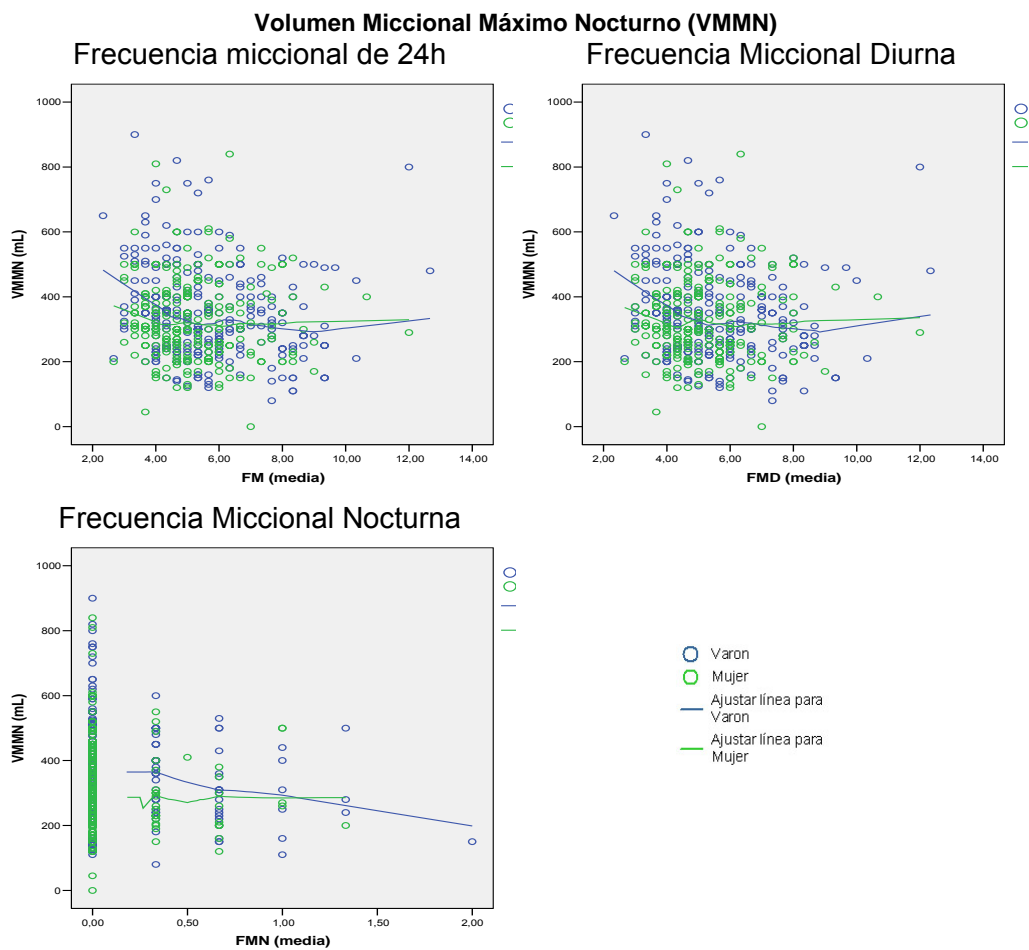 Volumen Miccional Máximo Nocturno (VMMN)
Frecuencia miccional de 24h
1000
800
600
400
200
0
VMMN (mL)
2,00 4,00 6,00 8,00 10,00 12,00 14,00
FM (media)
Frecuencia Miccional Diurna
1000
800
600
400
200
0
VMMN (mL)
2,00 4,00 6,00 8,00 10,00 12,00 14,00
FMD (media)
Frecuencia Miccional Nocturna
1000
800
600
400
200
0
VMMN (mL)
0,00 0,50 1,00 1,50 2,00
FMN (media)
Varon
Mujer
Ajustar línea para
Varon
Ajustar línea para
Mujer